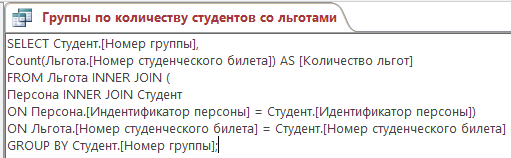 Группы по количеству студентов со льготами
SELECT Студент.[Номер группы],
Count(Льгота.[Номер студенческого билета]) AS [Количество льгот]
FROM Льгота INNER JOIN (
Персона INNER JOIN Студент
ON Персона.[Индентификатор персоны] = Студент.[Идентификатор персоны])
ON Льгота.[Номер студенческого билета] = Студент.[Номер студенческого билета]
GROUP BY Студент.[Номер группы];